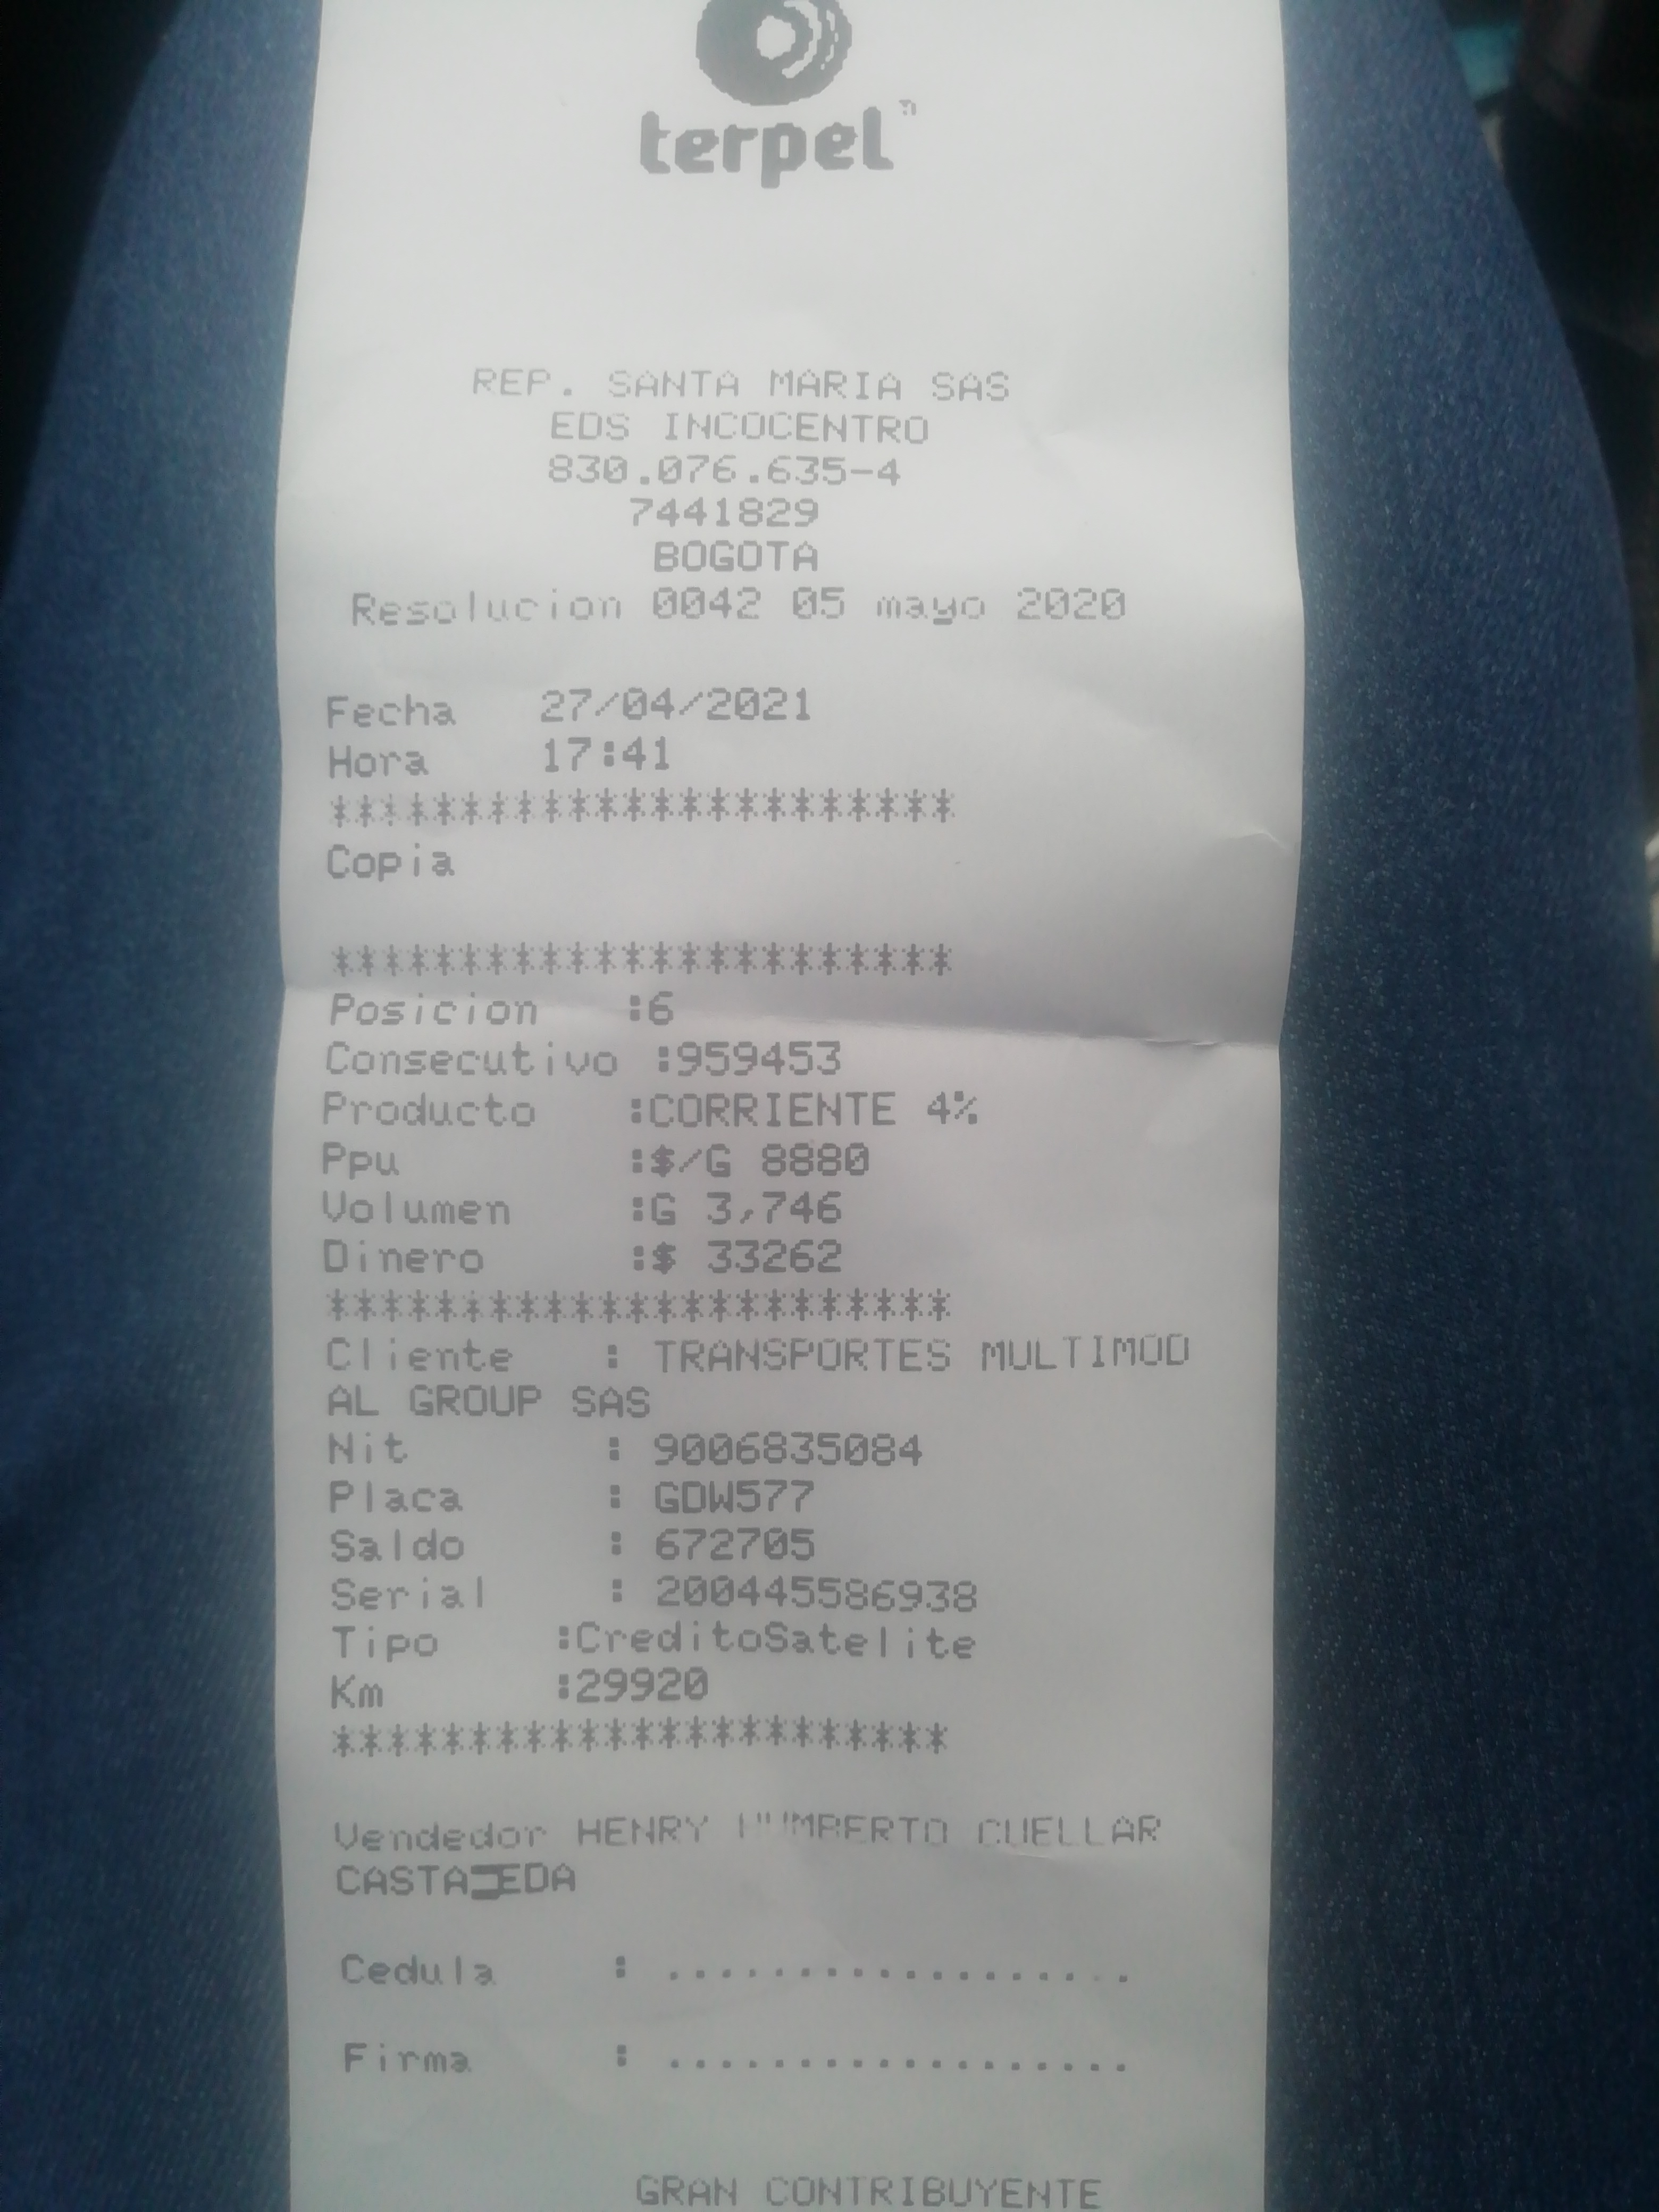 terpel
REP. SANTA MARIA SAS
EDS INCOCENTRO
830.076.635-4
7441829
BOGOTA
Resolucion 0042 05 mayo 2020
Fecha 27/04/2021
Hora 17:41
***********************
Copia
***********************
Posicion :6
Consecutivo :959453
Producto :CORRIENTE 4%
Ppu :$/G 8880
Volumen :G 3,746
Dinero :$ 33262
***********************
Cliente : TRANSPORTES MULTIMOD
AL GROUP SAS
Nit : 9006835084
Placa : GDW577
Saldo : 672705
Serial : 200445586938
Tipo :CreditoSatelite
Km :29920
***********************
Vendedor HENRY HUMBERTO CUELLAR
Cedula : ..................
Firma : ..................
GRAN CONTRIBUYENTE